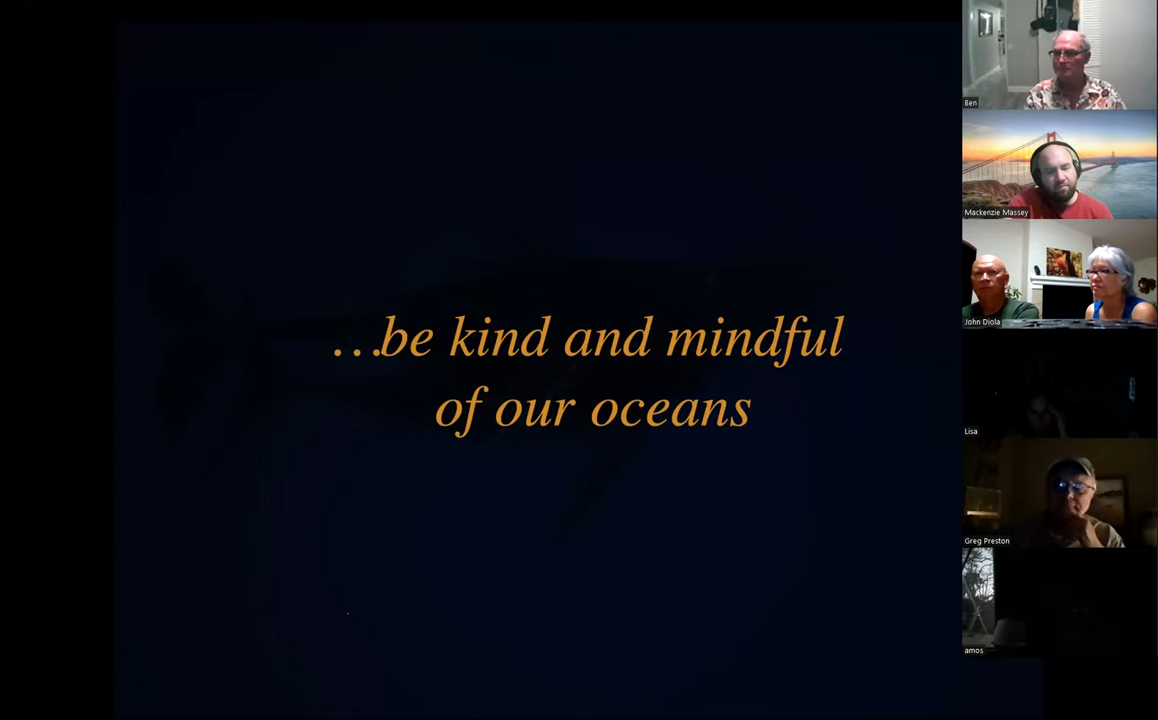 …be kind and mindful
of our oceans
Ben
Mackenzie Massey
John Diola
Lisa
Greg Preston
amos